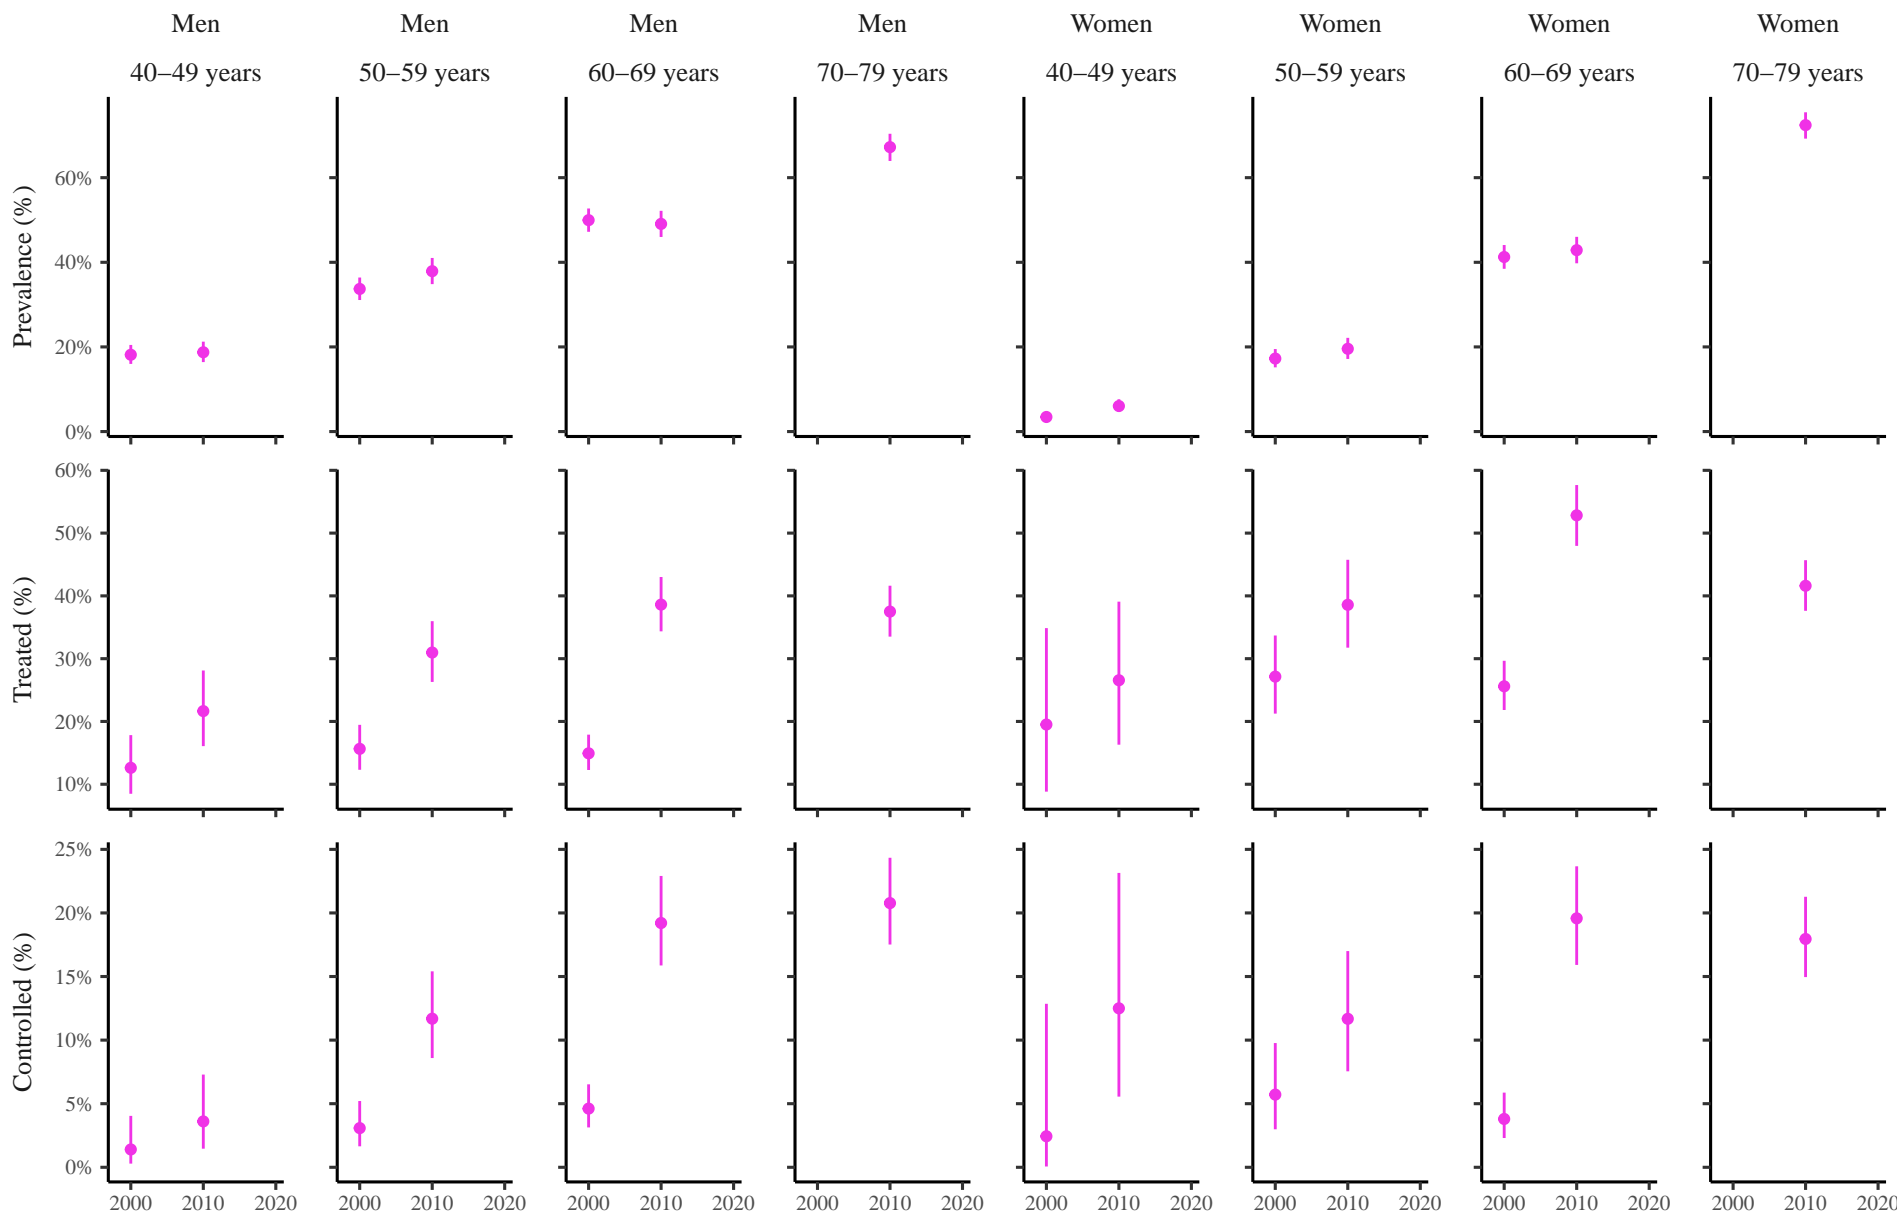 Men Men Men Men Women Women Women Women
40–49 years 50–59 years 60–69 years 70–79 years 40–49 years 50–59 years 60–69 years 70–79 years
Prevalence (%)
60%
40%
20%
0%
Treated (%)
60%
50%
40%
30%
20%
10%
Controlled (%)
25%
20%
15%
10%
5%
0%
2000 2010 2020 2000 2010 2020 2000 2010 2020 2000 2010 2020 2000 2010 2020 2000 2010 2020 2000 2010 2020 2000 2010 2020